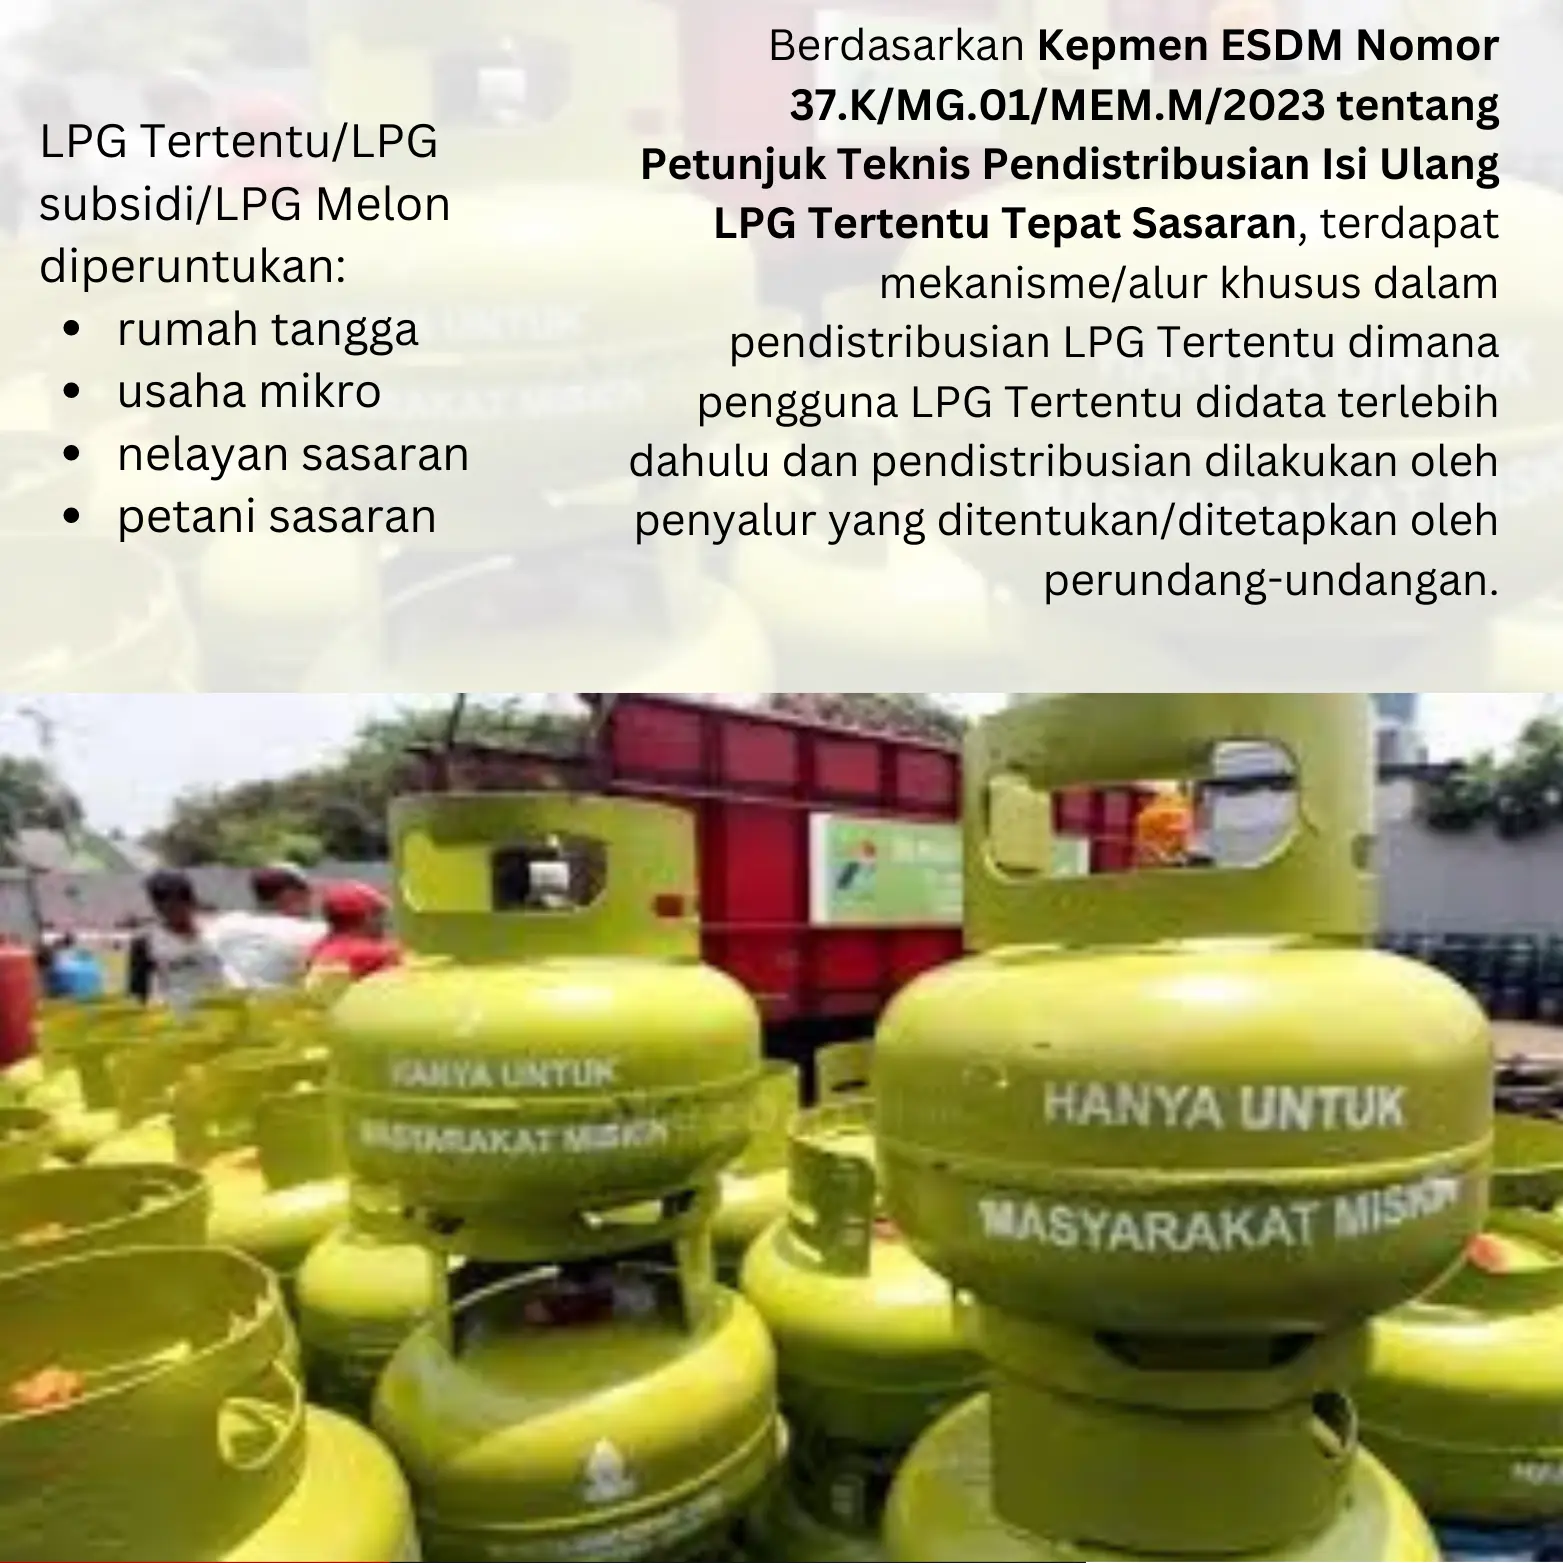 LPG Tertentu/LPG
subsidi/LPG Melon
diperuntukan:
• rumah tangga
• usaha mikro
• nelayan sasaran
• petani sasaran
Berdasarkan Kepmen ESDM Nomor
37.K/MG.01/MEM.M/2023 tentang
Petunjuk Teknis Pendistribusian Isi Ulang
LPG Tertentu Tepat Sasaran, terdapat
mekanisme/alur khusus dalam
pendistribusian LPG Tertentu dimana
pengguna LPG Tertentu didata terlebih
dahulu dan pendistribusian dilakukan oleh
penyalur yang ditentukan/ditetapkan oleh
perundang-undangan.
HANYA UNTUK
MASYARAKAT MISKIN
HANYA UNTUK
MASYARAKAT MISKIN